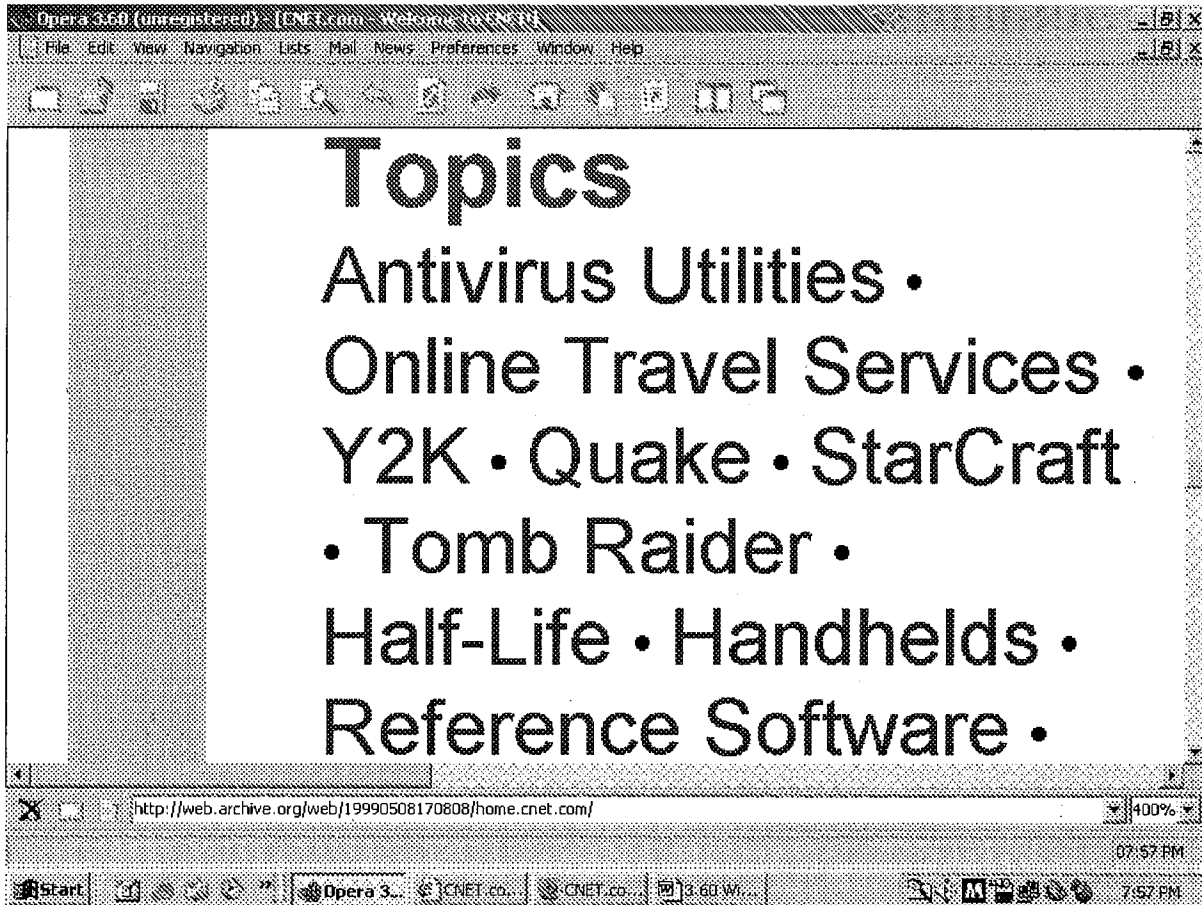 Opera 3.60 (unregistered) - [CNET.com - Welcome to CNET!]
File Edit View Navigation Lists Mail News Preferences Window Help
Topics
Antivirus Utilities •
Online Travel Services •
Y2K • Quake • StarCraft
• Tomb Raider •
Half-Life • Handhelds •
Reference Software •
http://web.archive.org/web/19990508170808/home.cnet.com/
400%
07:57 PM
Start
Opera 3... CNET.co... CNET.co... 3.60 Wi...
7:57 PM